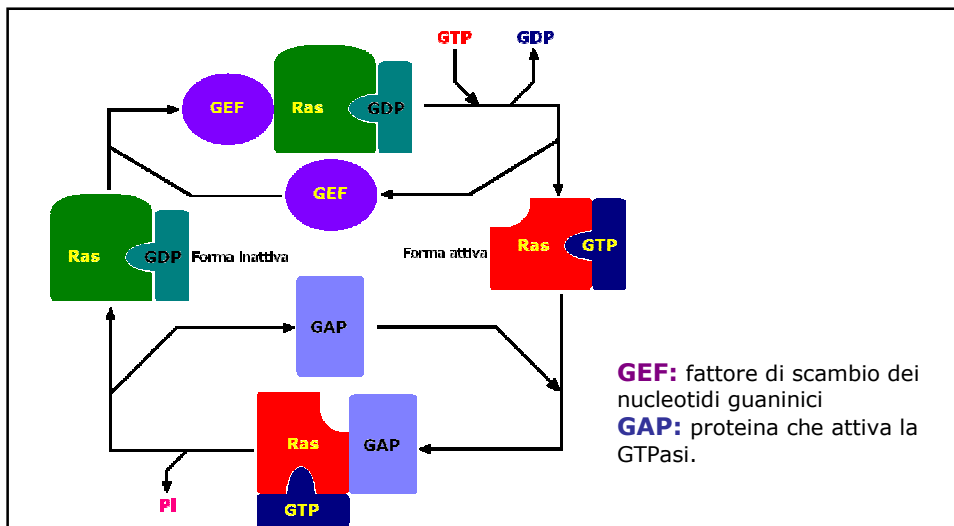 GTP GDP
GEF Ras GDP
GEF
Ras GDP Forma inattiva
Forma attiva Ras GTP
GAP
GEF: fattore di scambio dei
nucleotidi guaninici
GAP: proteina che attiva la
GTPasi.
Ras GAP
GTP
Pi